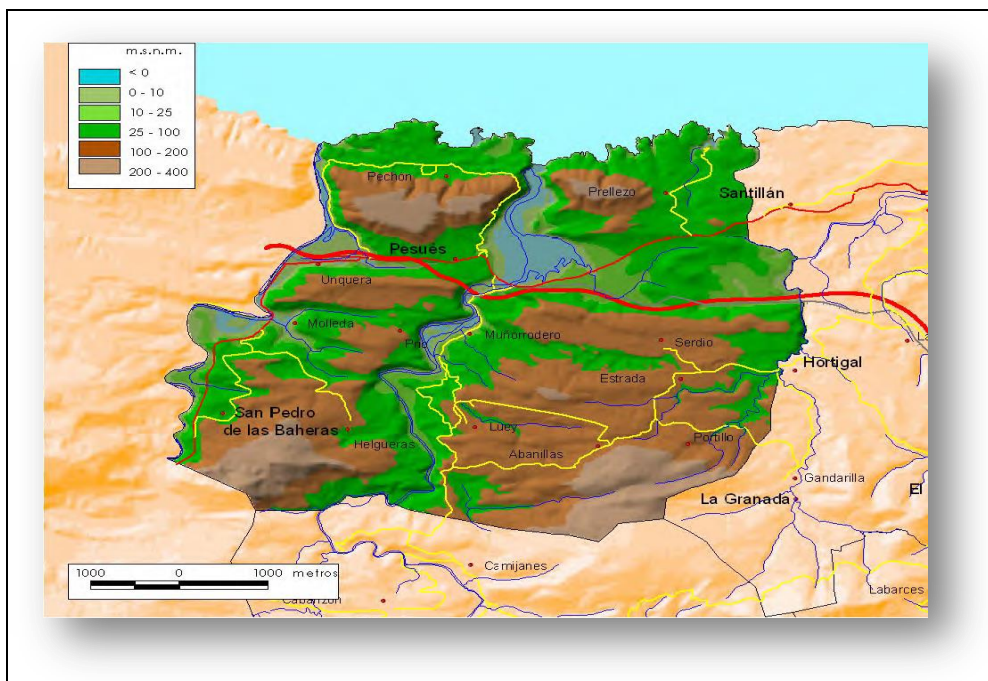 m.s.n.m.
< 0
0 - 10
10 - 25
25 - 100
100 - 200
200 - 400
Pechon
Prellezo
Santillán
Pesués
Unquera
Molleda
Muñorrodero
Serdio
Hortigal
Estrada
San Pedro
de las Baheras
Luey
Helgueras
Abanillas
Portillo
Gandarilla
La Granada
El
Camijanes
Labarces
1000 0 1000 metros